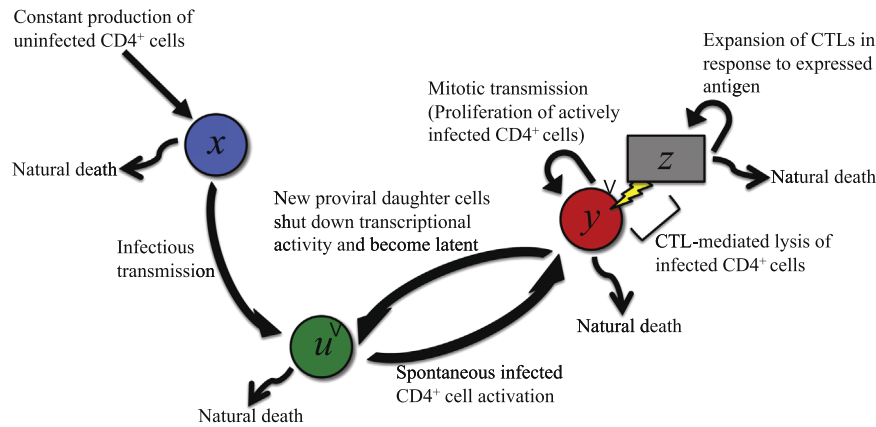 Constant production of
uninfected CD4⁺ cells
Expansion of CTLs in
response to expressed
antigen
Mitotic transmission
(Proliferation of actively
infected CD4⁺ cells)
x
z
Natural death
Natural death
New proviral daughter cells
shut down transcriptional
activity and become latent
y
CTL-mediated lysis of
infected CD4⁺ cells
Infectious
transmission
Natural death
u
Spontaneous infected
CD4⁺ cell activation
Natural death